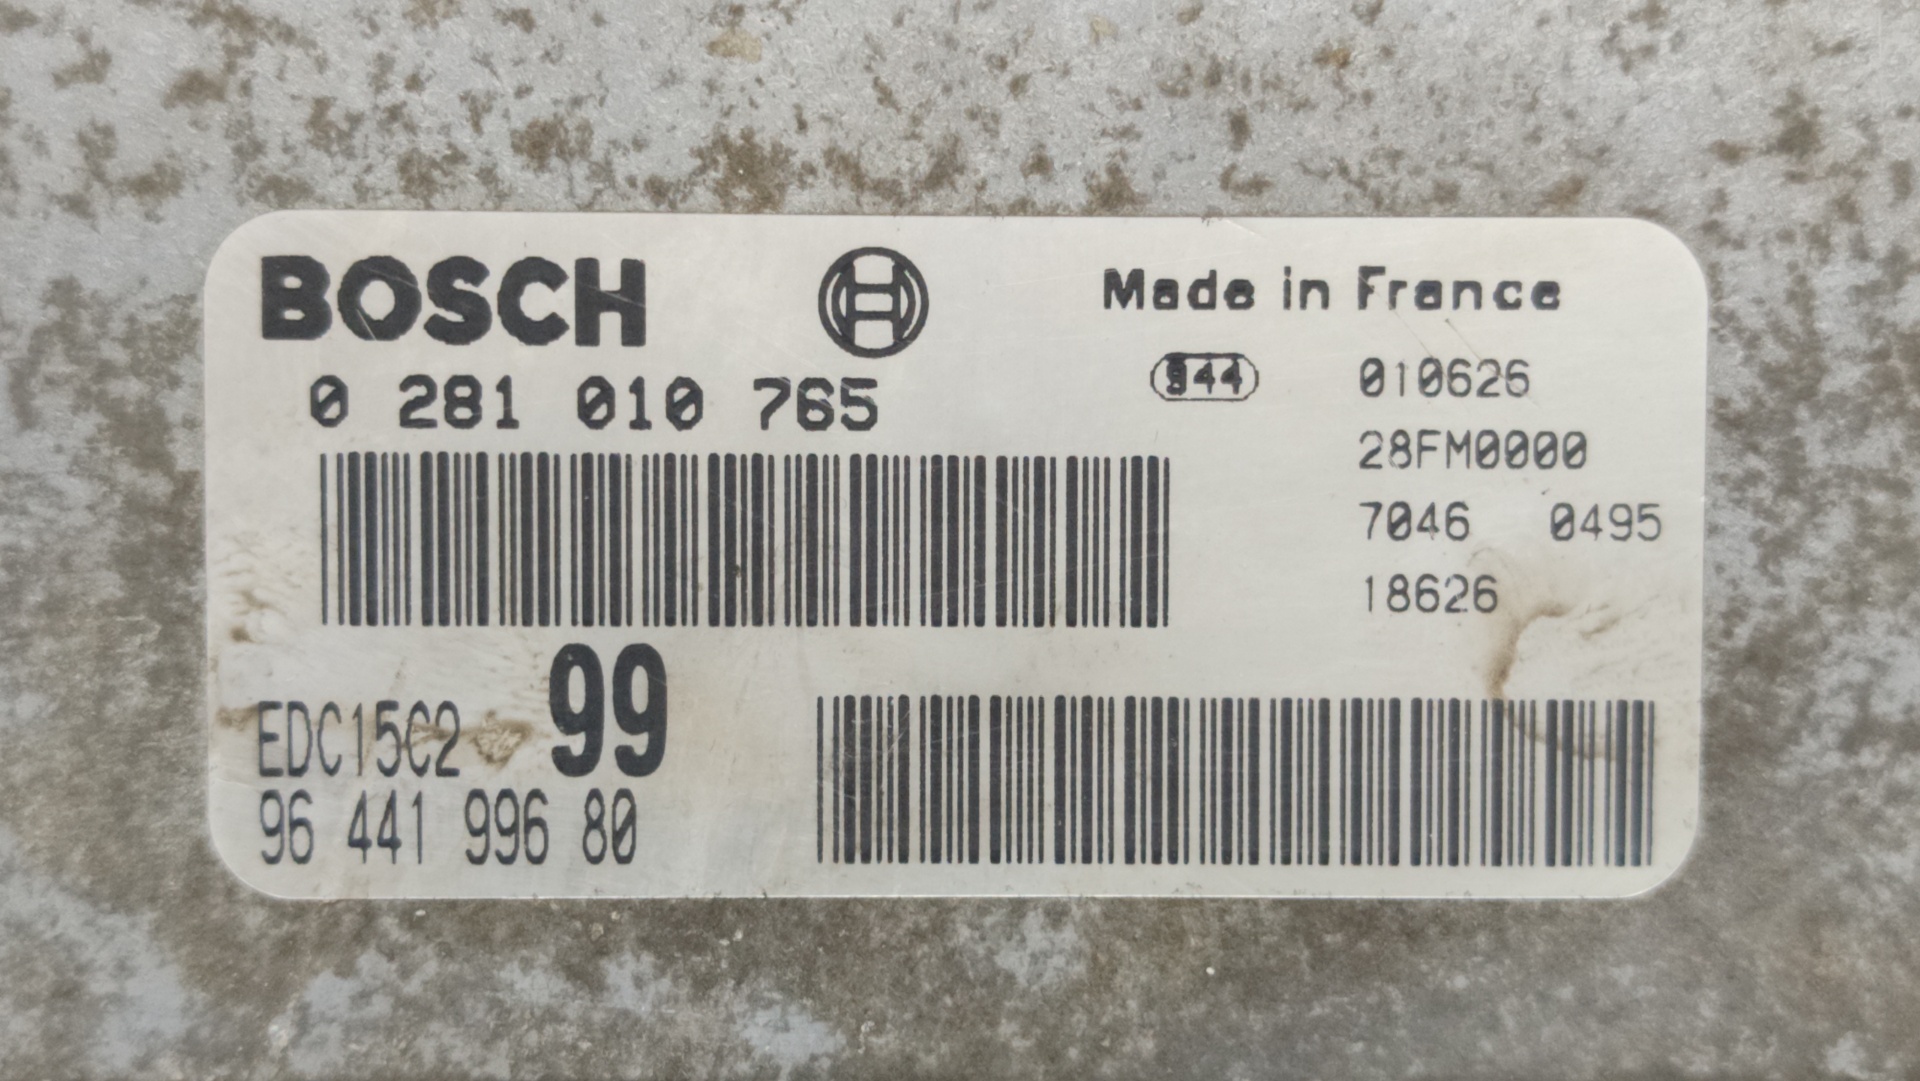 BOSCH
Made in France
0 281 010 765
944 010626
28FM0000
7046 0495
18626
EDC15C2 99
96 441 996 80